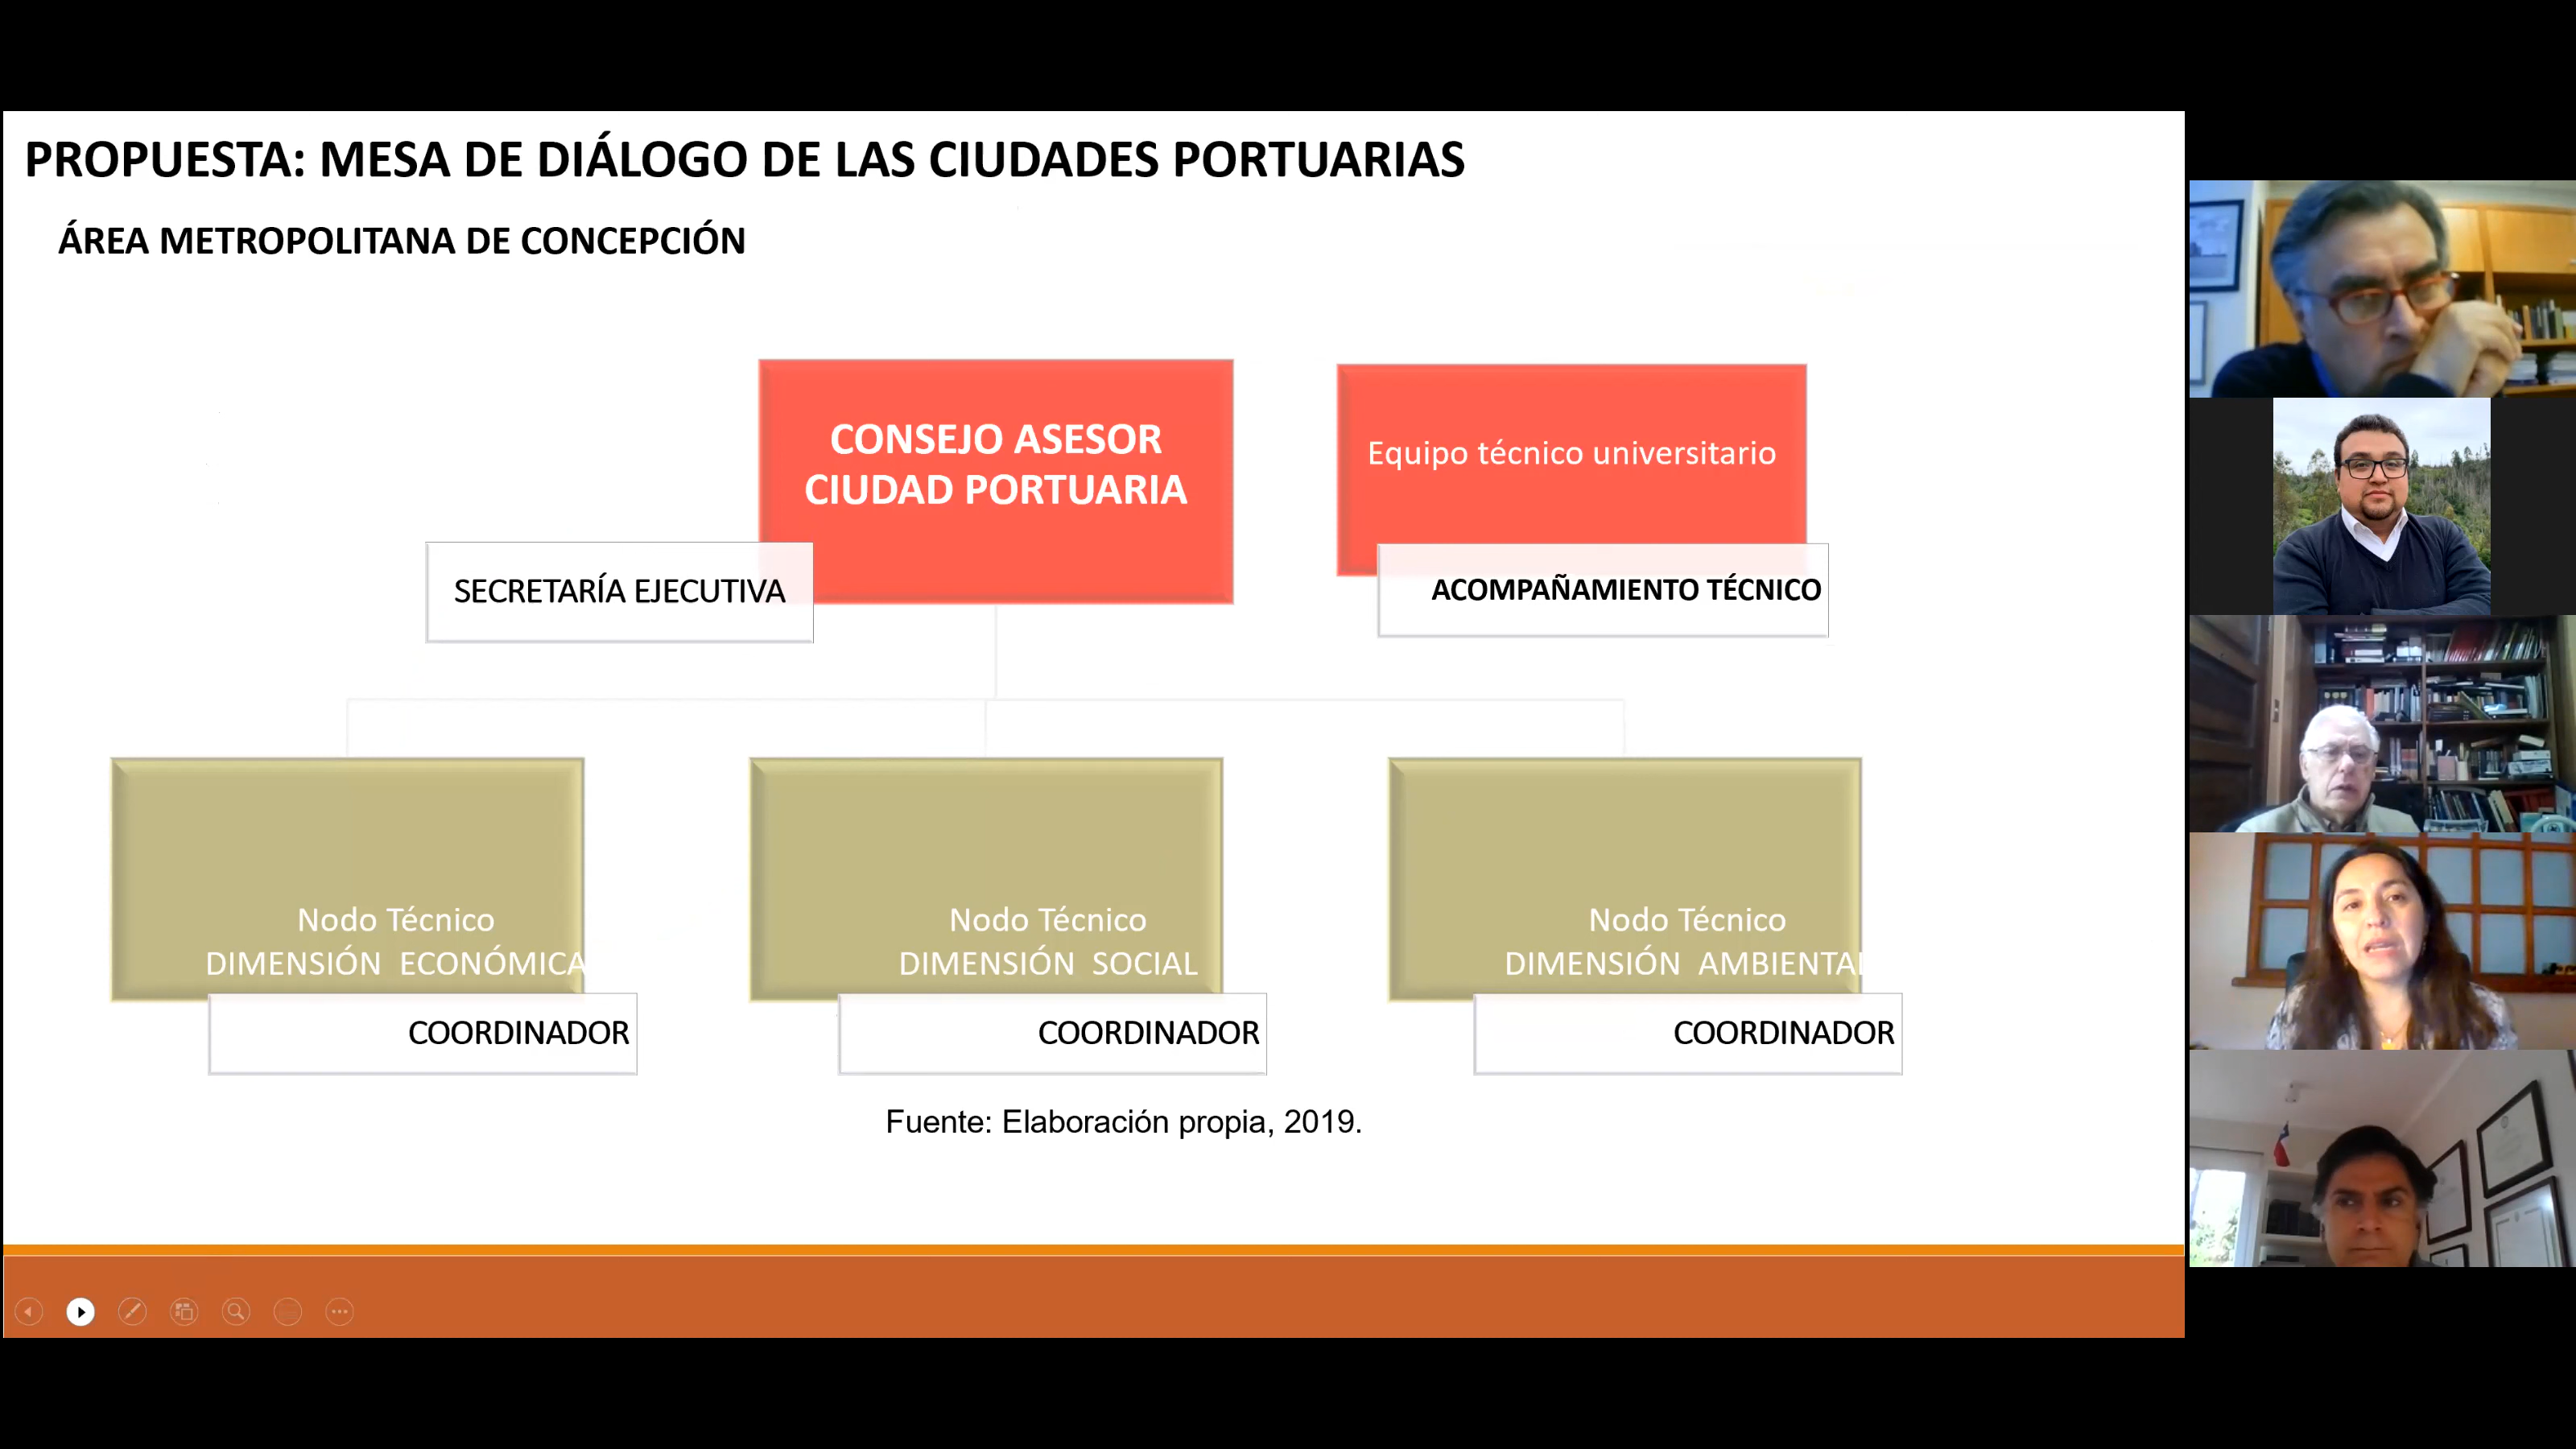 PROPUESTA: MESA DE DIÁLOGO DE LAS CIUDADES PORTUARIAS
ÁREA METROPOLITANA DE CONCEPCIÓN
CONSEJO ASESOR
CIUDAD PORTUARIA
SECRETARÍA EJECUTIVA
Equipo técnico universitario
ACOMPAÑAMIENTO TÉCNICO
Nodo Técnico
DIMENSIÓN ECONÓMICA
COORDINADOR
Nodo Técnico
DIMENSIÓN SOCIAL
COORDINADOR
Nodo Técnico
DIMENSIÓN AMBIENTAL
COORDINADOR
Fuente: Elaboración propia, 2019.